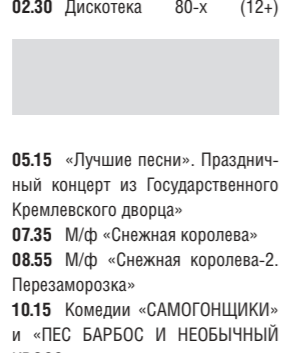 02.30 Дискотека 80-х (12+)
05.15 «Лучшие песни». Празднич-
ный концерт из Государственного
Кремлевского дворца»
07.35 М/ф «Снежная королева»
08.55 М/ф «Снежная королева-2.
Перезаморозка»
10.15 Комедии «САМОГОНЩИКИ»
и «ПЕС БАРБОС И НЕОБЫЧНЫЙ